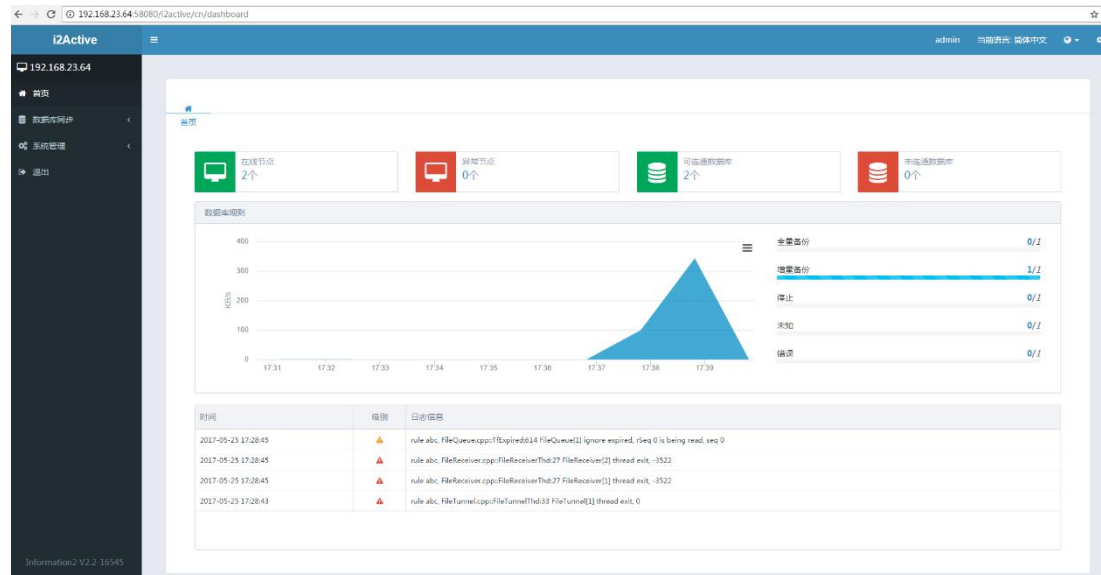 192.168.23.64:58080/i2active/cn/dashboard
i2Active
admin 当前语言: 简体中文
192.168.23.64
首页
数据库同步
系统管理
退出
首页
在线节点
2个
异常节点
0个
可连通数据库
2个
未连通数据库
0个
数据库规则
400
300
200
100
0
KB/s
17:31 17:32 17:33 17:34 17:35 17:36 17:37 17:38 17:39
全量备份 0/1
增量备份 1/1
停止 0/1
未知 0/1
错误 0/1
时间 级别 日志信息
2017-05-25 17:28:45 rule abc, FileQueue.cpp::TfExpired:614 FileQueue[1] ignore expired, rSeq 0 is being read, seq 0
2017-05-25 17:28:45 rule abc, FileReceiver.cpp::FileReceiverThd:27 FileReceiver[2] thread exit, -3522
2017-05-25 17:28:45 rule abc, FileReceiver.cpp::FileReceiverThd:27 FileReceiver[1] thread exit, -3522
2017-05-25 17:28:43 rule abc, FileTunnel.cpp::FileTunnelThd:33 FileTunnel[1] thread exit, 0
Information2 V2.2-16545